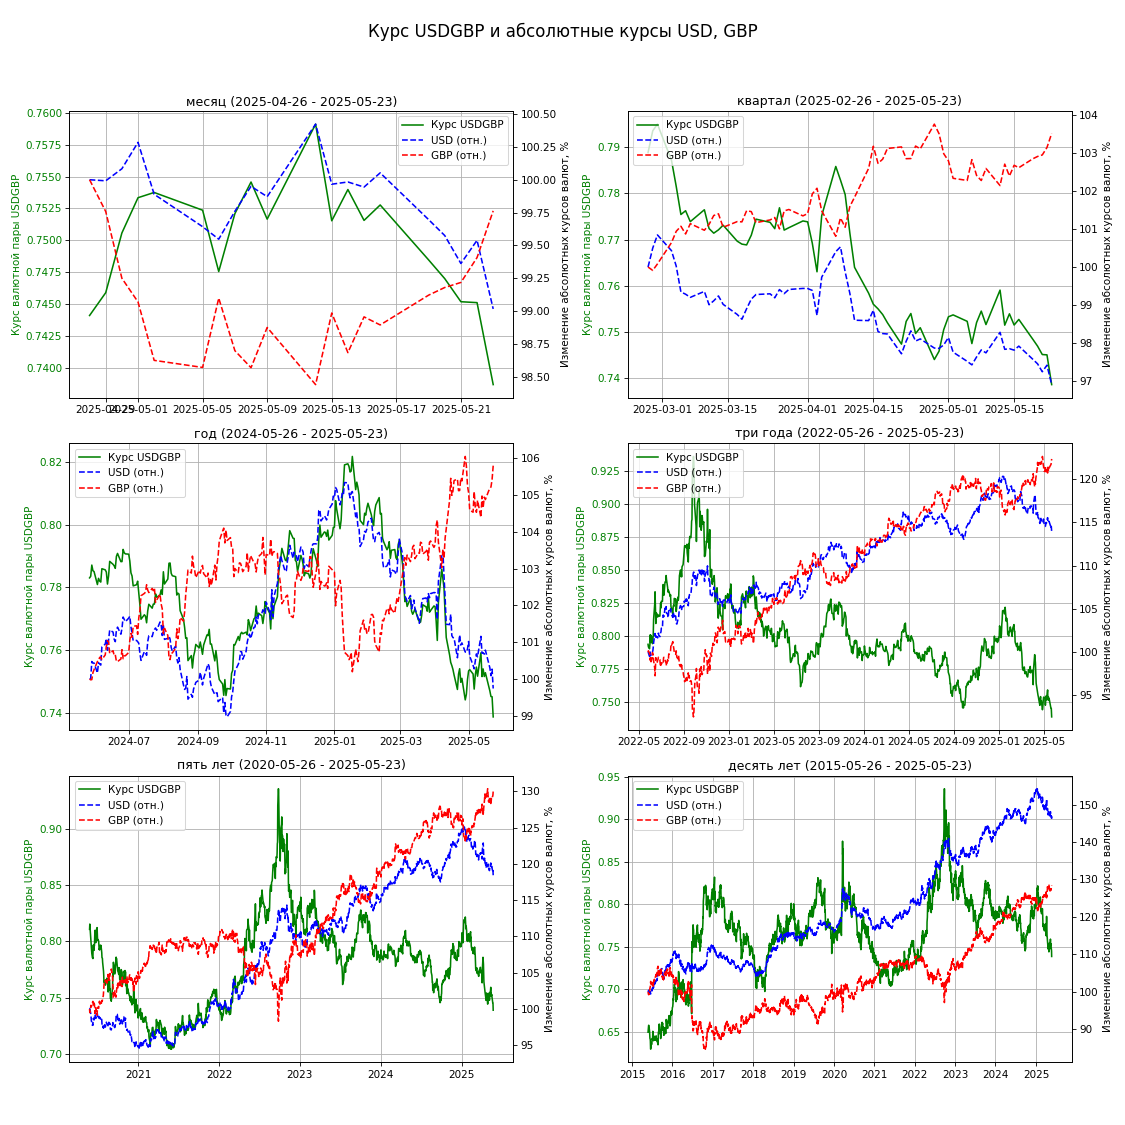 Курс USDGBP и абсолютные курсы USD, GBP
месяц (2025-04-26 - 2025-05-23)
Курс валютной пары USDGBP
0.7600
0.7575
0.7550
0.7525
0.7500
0.7475
0.7450
0.7425
0.7400
Курс USDGBP
USD (отн.)
GBP (отн.)
100.50
100.25
100.00
99.75
99.50
99.25
99.00
98.75
98.50
Изменение абсолютных курсов валют, %
2025-04-29 2025-05-01 2025-05-05 2025-05-09 2025-05-13 2025-05-17 2025-05-21
квартал (2025-02-26 - 2025-05-23)
Курс валютной пары USDGBP
0.79
0.78
0.77
0.76
0.75
0.74
Курс USDGBP
USD (отн.)
GBP (отн.)
104
103
102
101
100
99
98
97
Изменение абсолютных курсов валют, %
2025-03-01 2025-03-15 2025-04-01 2025-04-15 2025-05-01 2025-05-15
год (2024-05-26 - 2025-05-23)
Курс валютной пары USDGBP
0.82
0.80
0.78
0.76
0.74
Курс USDGBP
USD (отн.)
GBP (отн.)
106
105
104
103
102
101
100
99
Изменение абсолютных курсов валют, %
2024-07 2024-09 2024-11 2025-01 2025-03 2025-05
три года (2022-05-26 - 2025-05-23)
Курс валютной пары USDGBP
0.925
0.900
0.875
0.850
0.825
0.800
0.775
0.750
Курс USDGBP
USD (отн.)
GBP (отн.)
120
115
110
105
100
95
Изменение абсолютных курсов валют, %
2022-05 2022-09 2023-01 2023-05 2023-09 2024-01 2024-05 2024-09 2025-01 2025-05
пять лет (2020-05-26 - 2025-05-23)
Курс валютной пары USDGBP
0.90
0.85
0.80
0.75
0.70
Курс USDGBP
USD (отн.)
GBP (отн.)
130
125
120
115
110
105
100
95
Изменение абсолютных курсов валют, %
2021 2022 2023 2024 2025
десять лет (2015-05-26 - 2025-05-23)
Курс валютной пары USDGBP
0.95
0.90
0.85
0.80
0.75
0.70
0.65
Курс USDGBP
USD (отн.)
GBP (отн.)
150
140
130
120
110
100
90
Изменение абсолютных курсов валют, %
2015 2016 2017 2018 2019 2020 2021 2022 2023 2024 2025